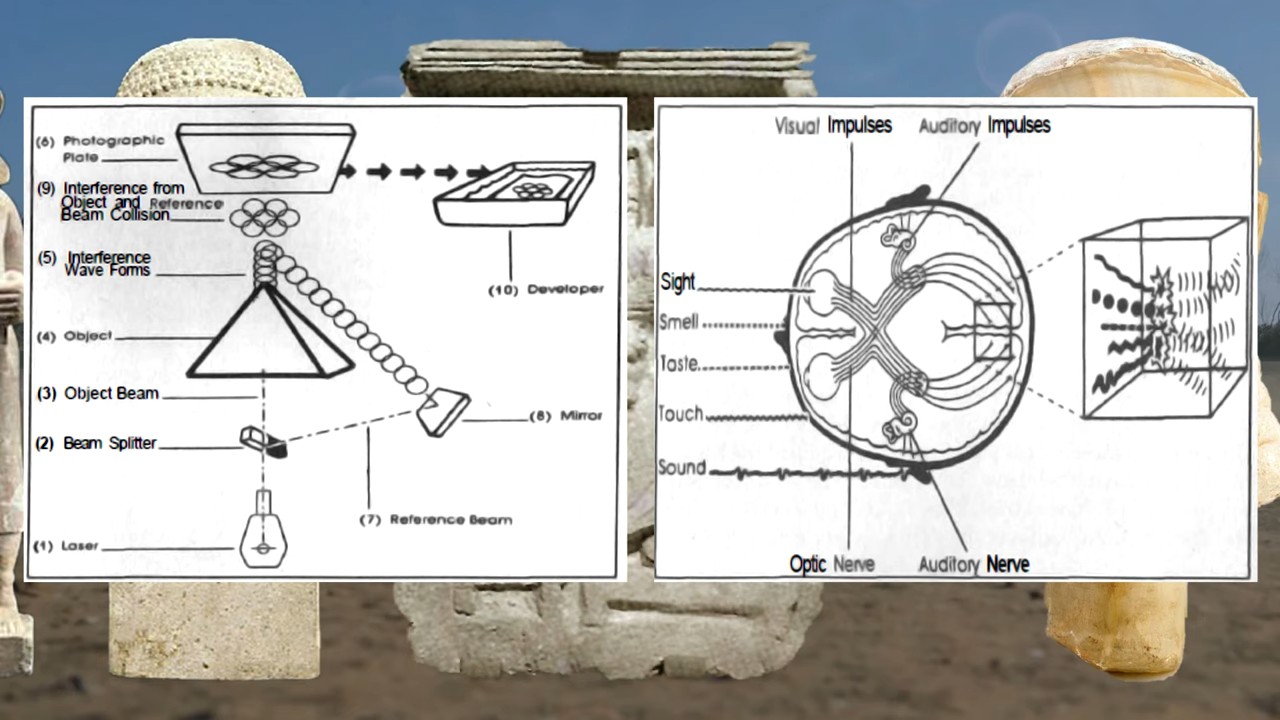 (6) Photographic
Plate
(9) Interference from
Object and Reference
Beam Collision
(5) Interference
Wave Forms
(4) Object
(3) Object Beam
(2) Beam Splitter
(1) Laser
(10) Developer
(8) Mirror
(7) Reference Beam
Visual Impulses
Auditory Impulses
Sight
Smell
Taste
Touch
Sound
Optic Nerve
Auditory Nerve